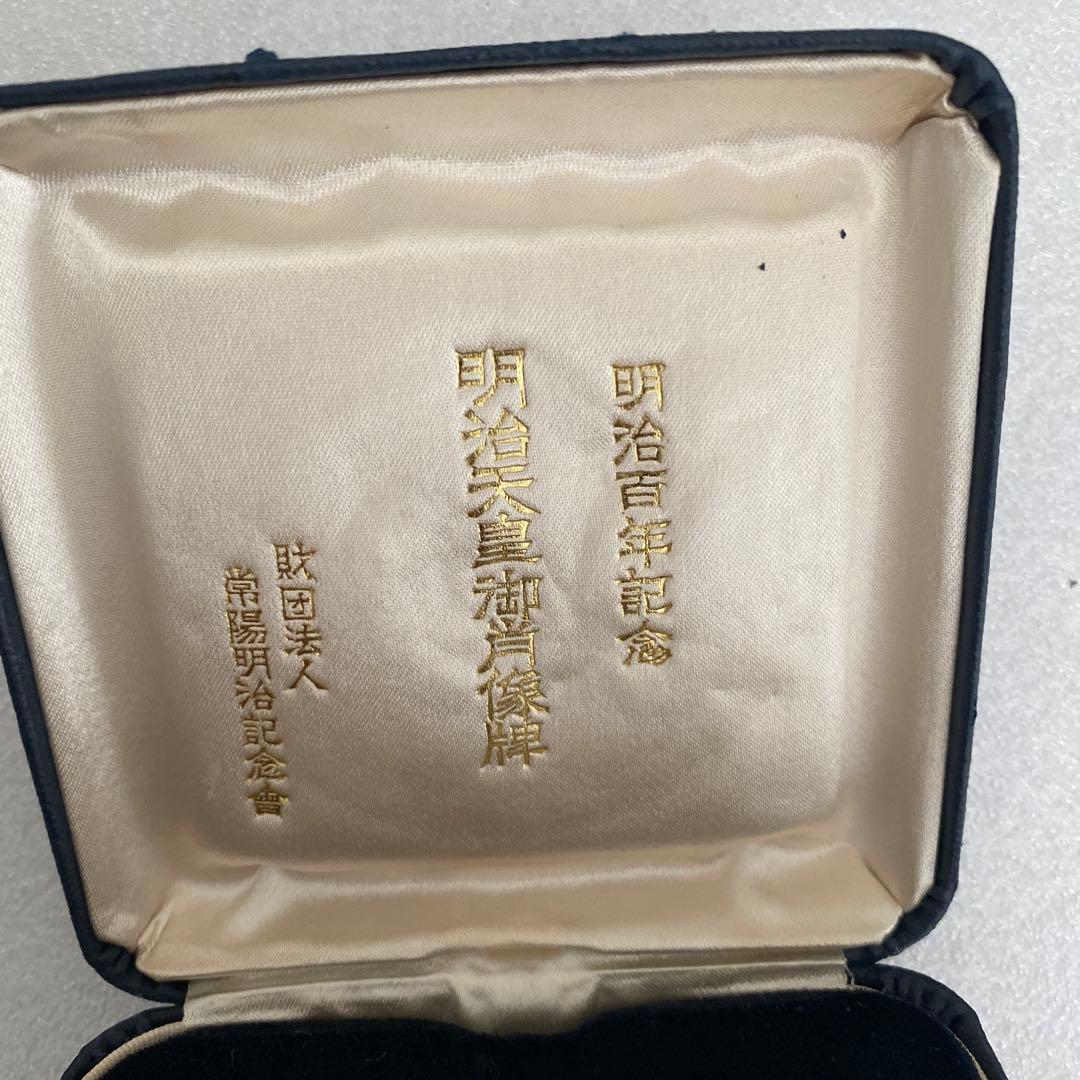 明治百年記念
明治天皇御肖像牌
財団法人
常陽明治記念會